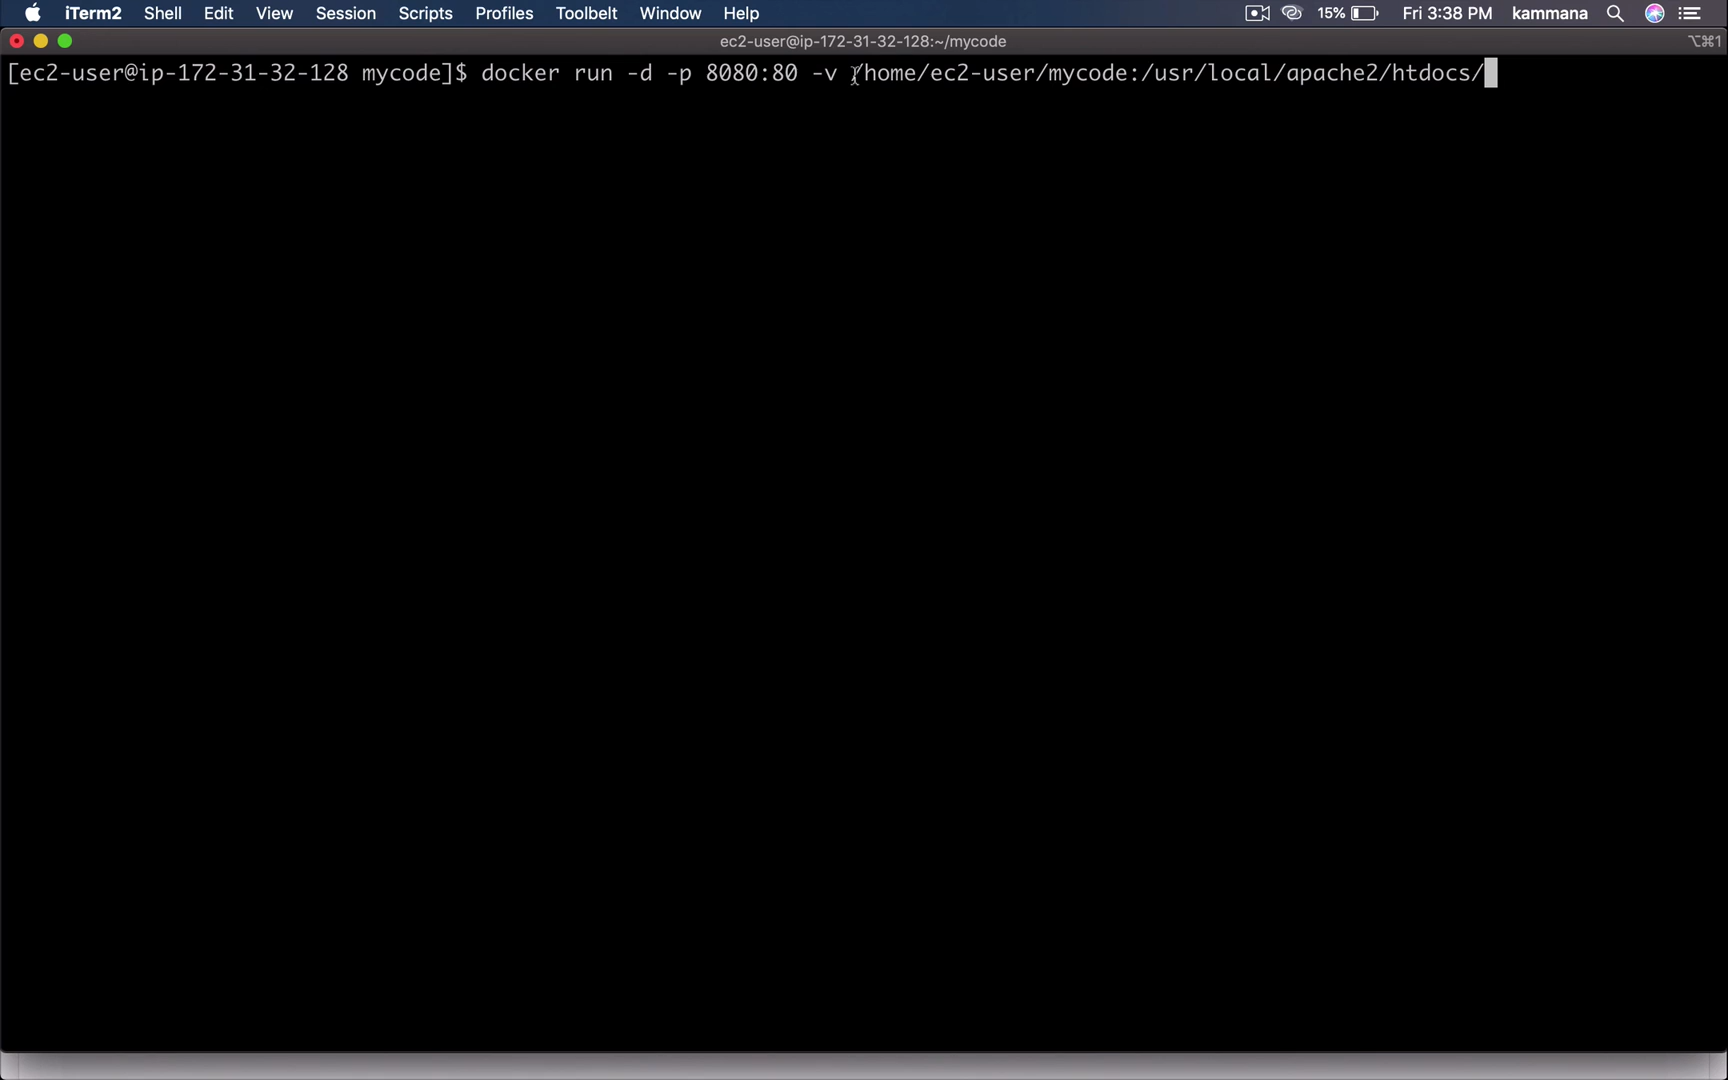 iTerm2 Shell Edit View Session Scripts Profiles Toolbelt Window Help 15% Fri 3:38 PM kammana
ec2-user@ip-172-31-32-128:~/mycode ⌥⌘1
[ec2-user@ip-172-31-32-128 mycode]$ docker run -d -p 8080:80 -v /home/ec2-user/mycode:/usr/local/apache2/htdocs/